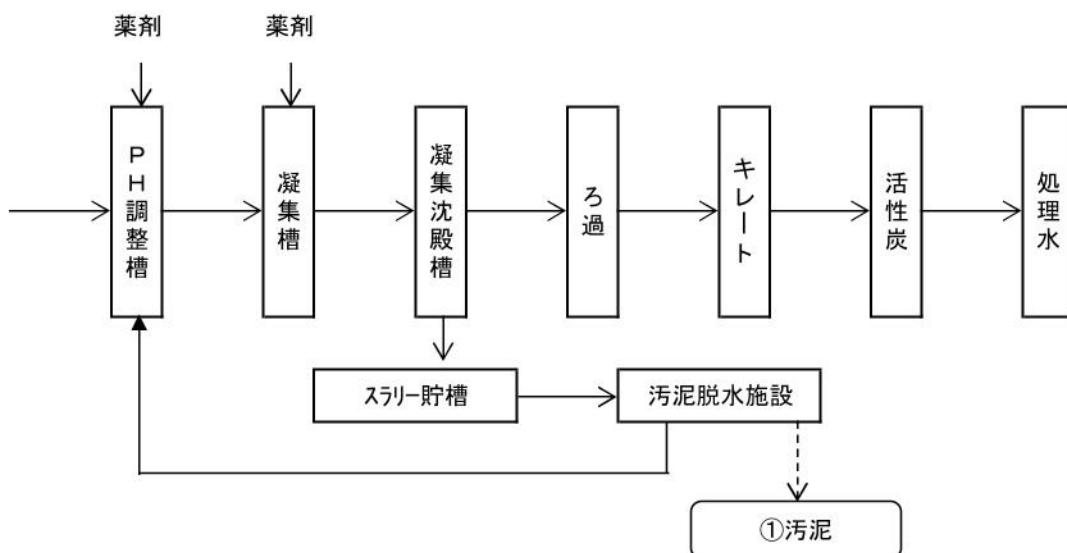 薬剤
薬剤
PH調整槽
凝集槽
凝集沈殿槽
ろ過
キレート
活性炭
処理水
スラリー貯槽
汚泥脱水施設
①汚泥